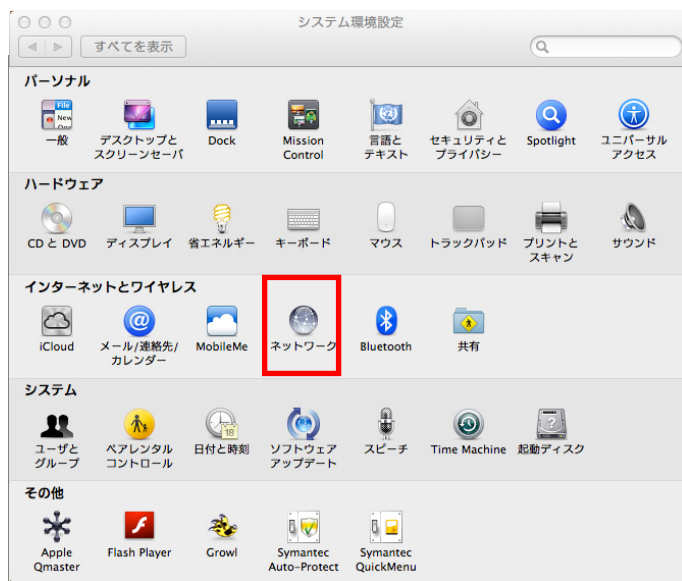 システム環境設定
すべてを表示
パーソナル
File
New
One
一般
デスクトップと
スクリーンセーバ
Dock
Mission
Control
言語と
テキスト
セキュリティと
プライバシー
Spotlight
ユニバーサル
アクセス
ハードウェア
CD と DVD
ディスプレイ
省エネルギー
キーボード
マウス
トラックパッド
プリントと
スキャン
サウンド
インターネットとワイヤレス
iCloud
メール/連絡先/
カレンダー
MobileMe
ネットワーク
Bluetooth
共有
システム
ユーザと
グループ
ペアレンタル
コントロール
18
日付と時刻
ソフトウェア
アップデート
スピーチ
Time Machine
起動ディスク
その他
Apple
Qmaster
Flash Player
Growl
Symantec
Auto-Protect
Symantec
QuickMenu